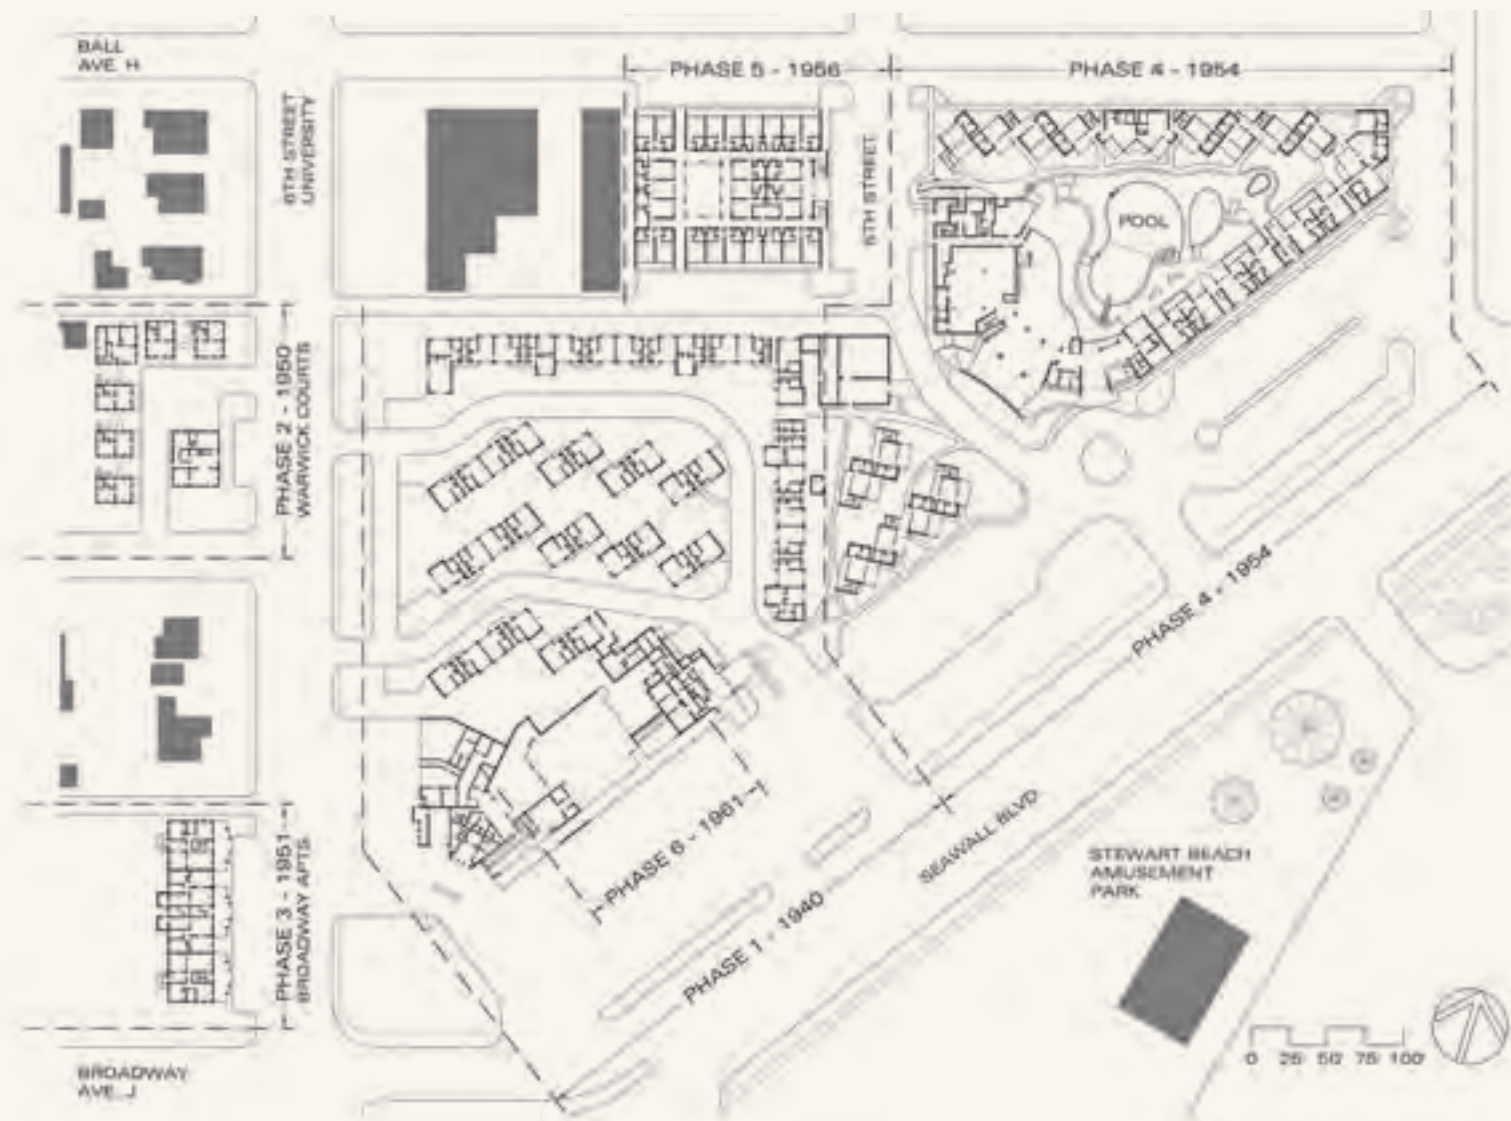 BALL
AVE. H
6TH STREET
UNIVERSITY
PHASE 5 - 1956
PHASE 4 - 1954
5TH STREET
POOL
PHASE 2 - 1950
WARWICK COURTS
PHASE 4 - 1954
PHASE 6 - 1961
SEAWALL BLVD.
STEWART BEACH
AMUSEMENT
PARK
PHASE 3 - 1951
BROADWAY APTS
PHASE 1 - 1940
0 25' 50' 75' 100'
BROADWAY
AVE. J